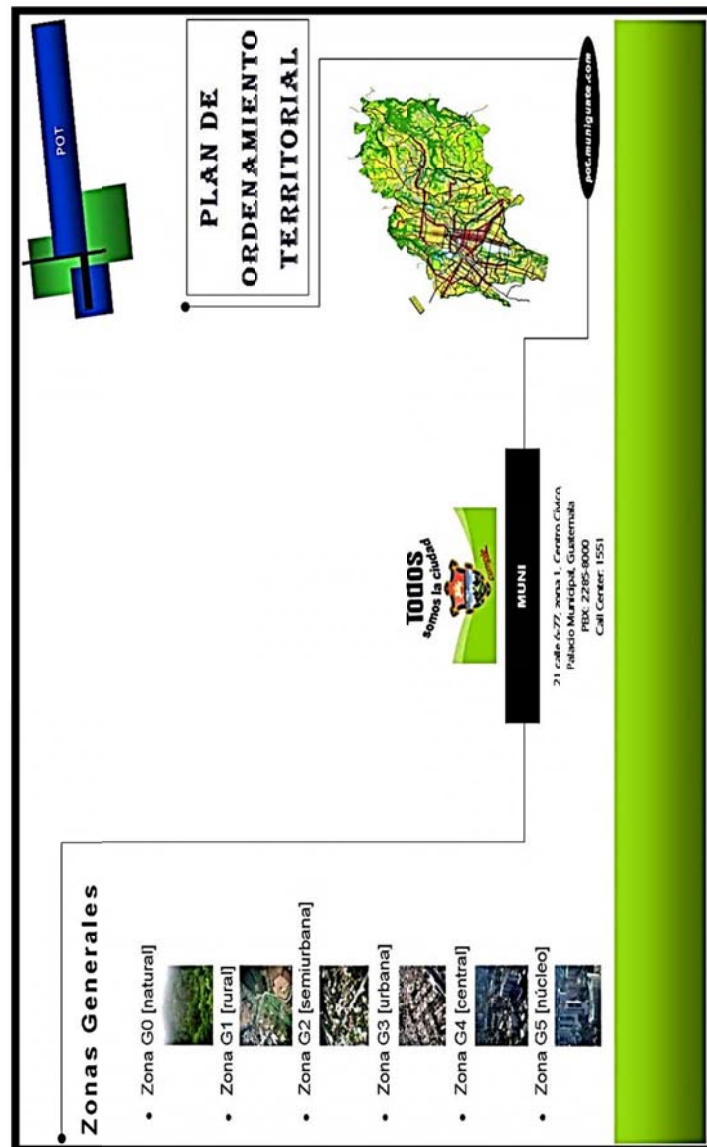 Zonas Generales
• Zona G0 [natural]
• Zona G1 [rural]
• Zona G2 [semiurbana]
• Zona G3 [urbana]
• Zona G4 [central]
• Zona G5 [núcleo]
TODOS
somos la ciudad
MUNI
21 calle 6-77, zona 1, Centro Cívico,
Palacio Municipal, Guatemala
PBX: 2285-8000
Call Center: 1551
POT
PLAN DE
ORDENAMIENTO
TERRITORIAL
pot.muniguate.com